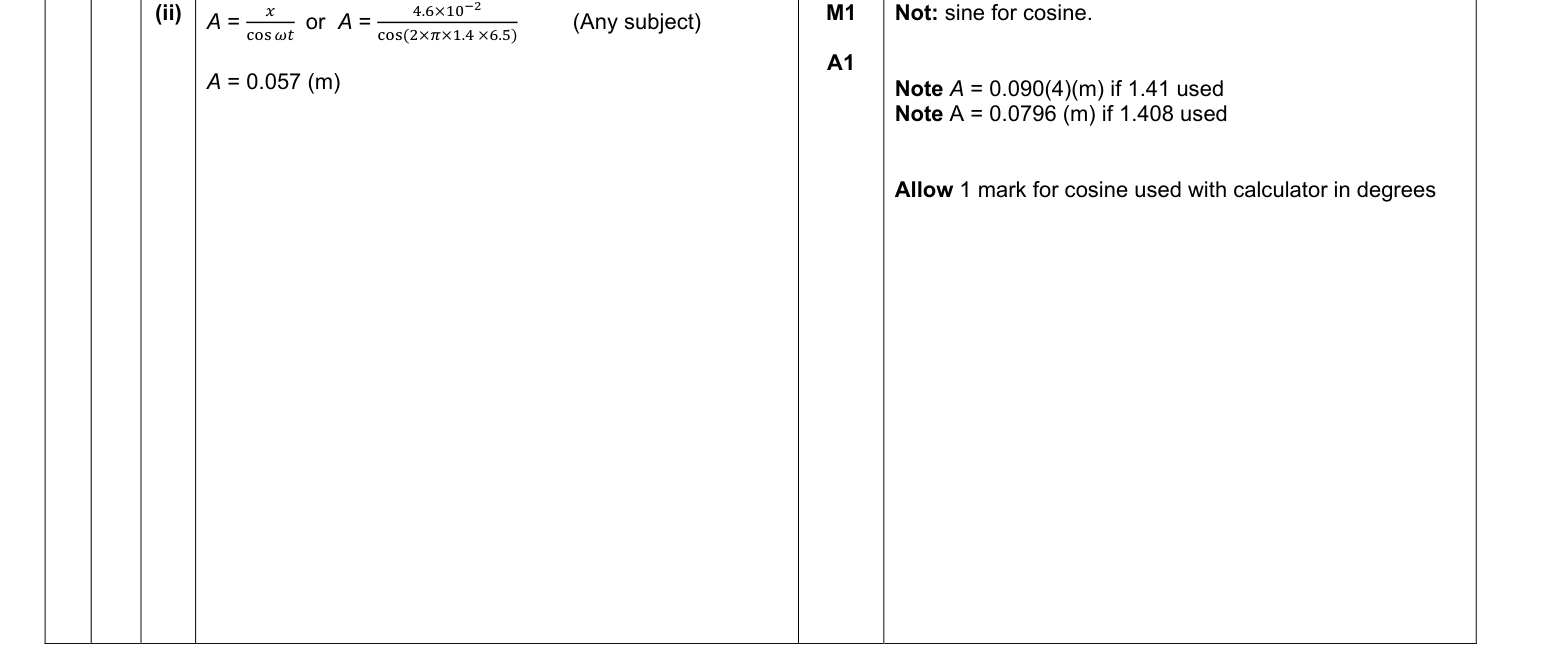 (ii) A = x / cos ωt or A = 4.6×10⁻² / cos(2×π×1.4 ×6.5) (Any subject) M1 Not: sine for cosine.
A = 0.057 (m) A1
Note A = 0.090(4)(m) if 1.41 used
Note A = 0.0796 (m) if 1.408 used
Allow 1 mark for cosine used with calculator in degrees